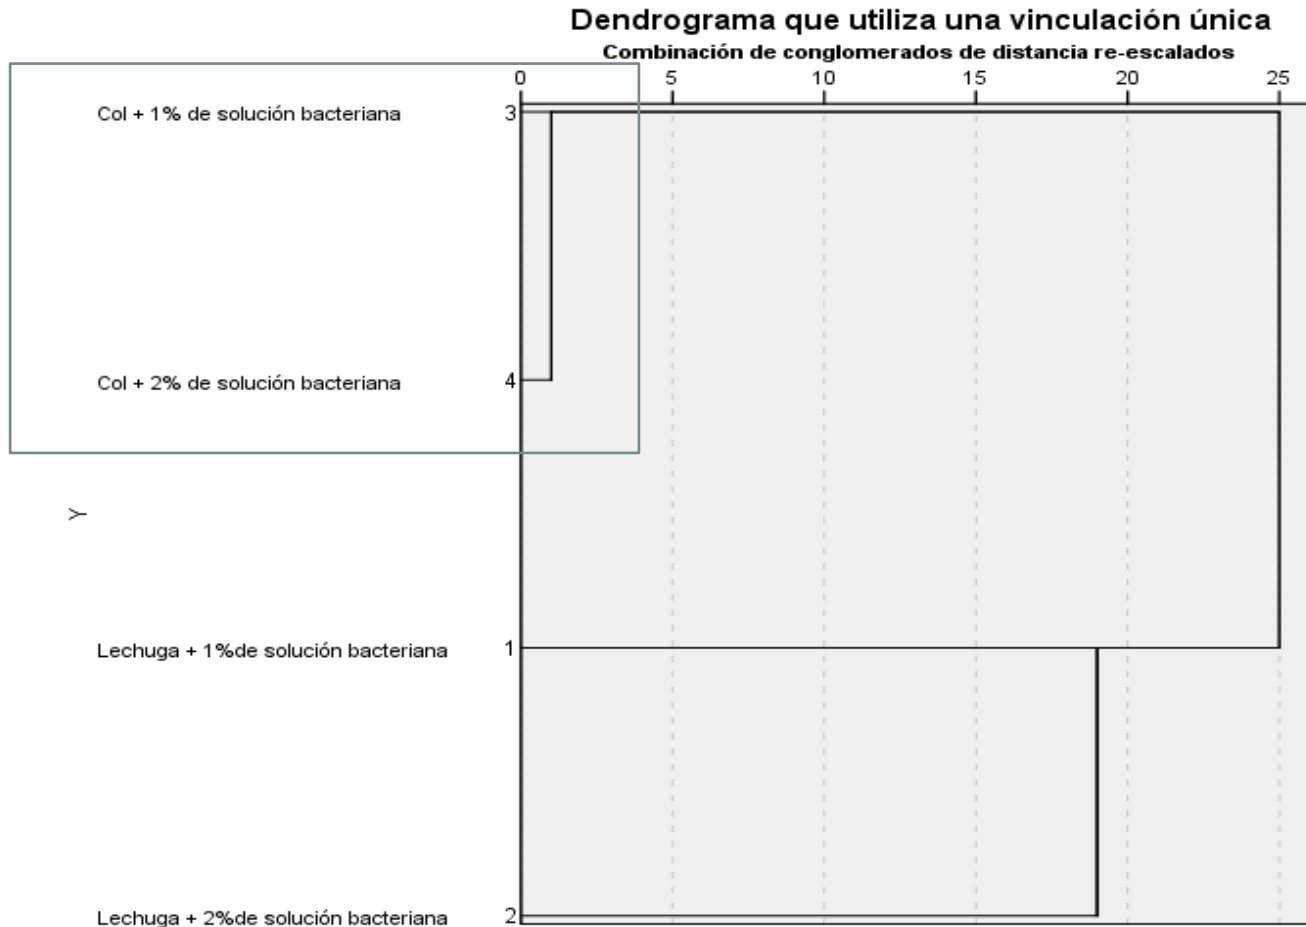 Dendrograma que utiliza una vinculación única
Combinación de conglomerados de distancia re-escalados
0 5 10 15 20 25
Col + 1% de solución bacteriana 3
Col + 2% de solución bacteriana 4
Y
Lechuga + 1%de solución bacteriana 1
Lechuga + 2%de solución bacteriana 2